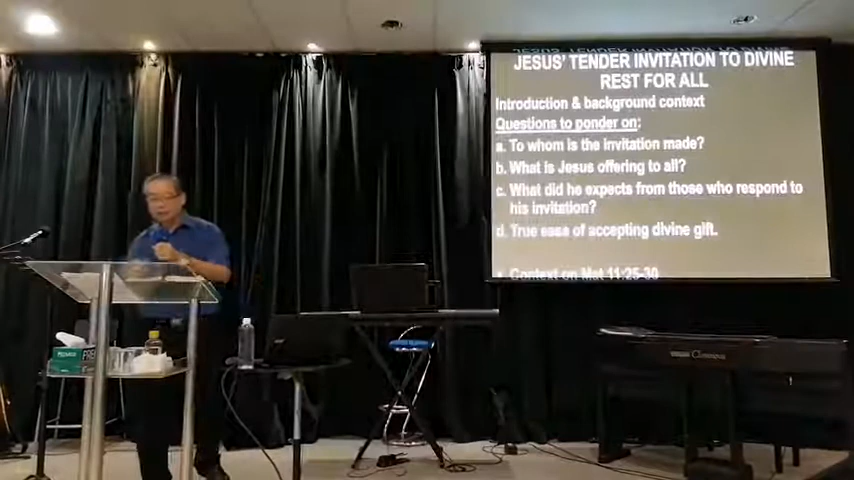 JESUS' TENDER INVITATION TO DIVINE
REST FOR ALL
Introduction & background Context
Questions to ponder on:
a. To whom is the invitation made?
b. What is Jesus offering to all?
c. What did he expect from those who responds to
his invitation?
d. True ease of accepting divine gift.
e. Context on Mat 11:25-30